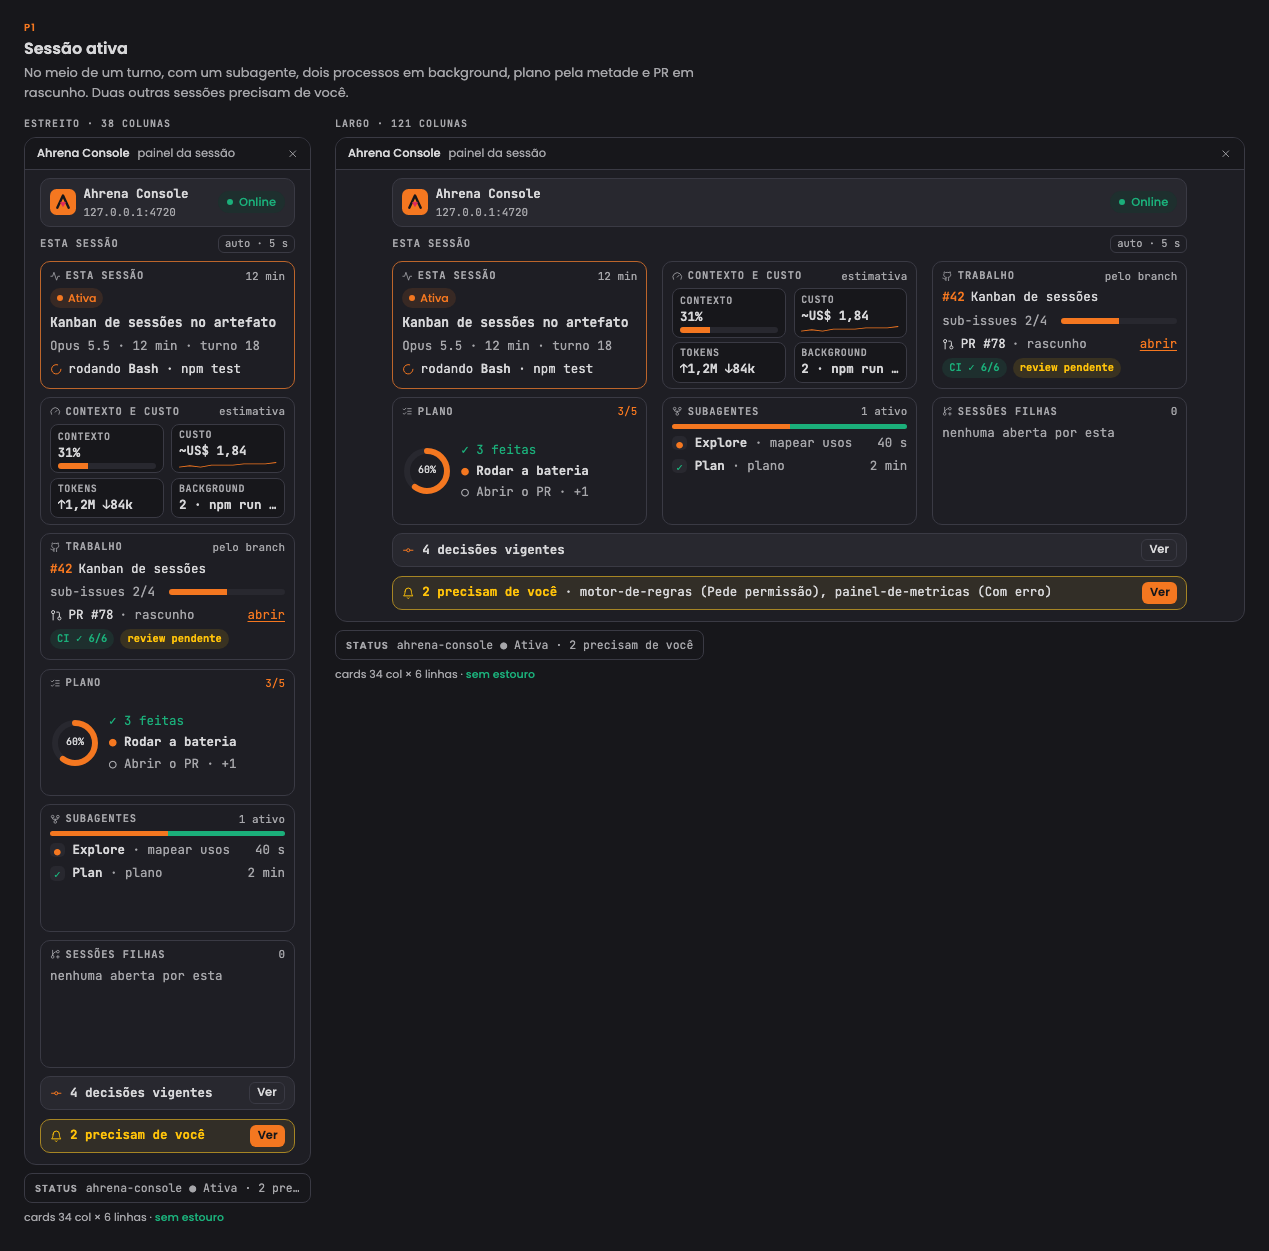 P1
Sessão ativa
No meio de um turno, com um subagente, dois processos em background, plano pela metade e PR em
rascunho. Duas outras sessões precisam de você.
ESTREITO · 38 COLUNAS
Ahrena Console painel da sessão ×
Ahrena Console
127.0.0.1:4720
Online
ESTA SESSÃO auto · 5 s
ESTA SESSÃO 12 min
Ativa
Kanban de sessões no artefato
Opus 5.5 · 12 min · turno 18
rodando Bash · npm test
CONTEXTO E CUSTO estimativa
CONTEXTO
31%
CUSTO
~US$ 1,84
TOKENS
↑1,2M ↓84k
BACKGROUND
2 · npm run …
TRABALHO pelo branch
#42 Kanban de sessões
sub-issues 2/4
PR #78 · rascunho abrir
CI ✓ 6/6 review pendente
PLANO 3/5
60%
✓ 3 feitas
● Rodar a bateria
○ Abrir o PR · +1
SUBAGENTES 1 ativo
● Explore · mapear usos 40 s
✓ Plan · plano 2 min
SESSÕES FILHAS 0
nenhuma aberta por esta
4 decisões vigentes Ver
2 precisam de você Ver
STATUS ahrena-console ● Ativa · 2 pre…
cards 34 col × 6 linhas · sem estouro
LARGO · 121 COLUNAS
Ahrena Console painel da sessão ×
Ahrena Console
127.0.0.1:4720
Online
ESTA SESSÃO auto · 5 s
ESTA SESSÃO 12 min
Ativa
Kanban de sessões no artefato
Opus 5.5 · 12 min · turno 18
rodando Bash · npm test
CONTEXTO E CUSTO estimativa
CONTEXTO
31%
CUSTO
~US$ 1,84
TOKENS
↑1,2M ↓84k
BACKGROUND
2 · npm run …
TRABALHO pelo branch
#42 Kanban de sessões
sub-issues 2/4
PR #78 · rascunho abrir
CI ✓ 6/6 review pendente
PLANO 3/5
60%
✓ 3 feitas
● Rodar a bateria
○ Abrir o PR · +1
SUBAGENTES 1 ativo
● Explore · mapear usos 40 s
✓ Plan · plano 2 min
SESSÕES FILHAS 0
nenhuma aberta por esta
4 decisões vigentes Ver
2 precisam de você · motor-de-regras (Pede permissão), painel-de-metricas (Com erro) Ver
STATUS ahrena-console ● Ativa · 2 precisam de você
cards 34 col × 6 linhas · sem estouro